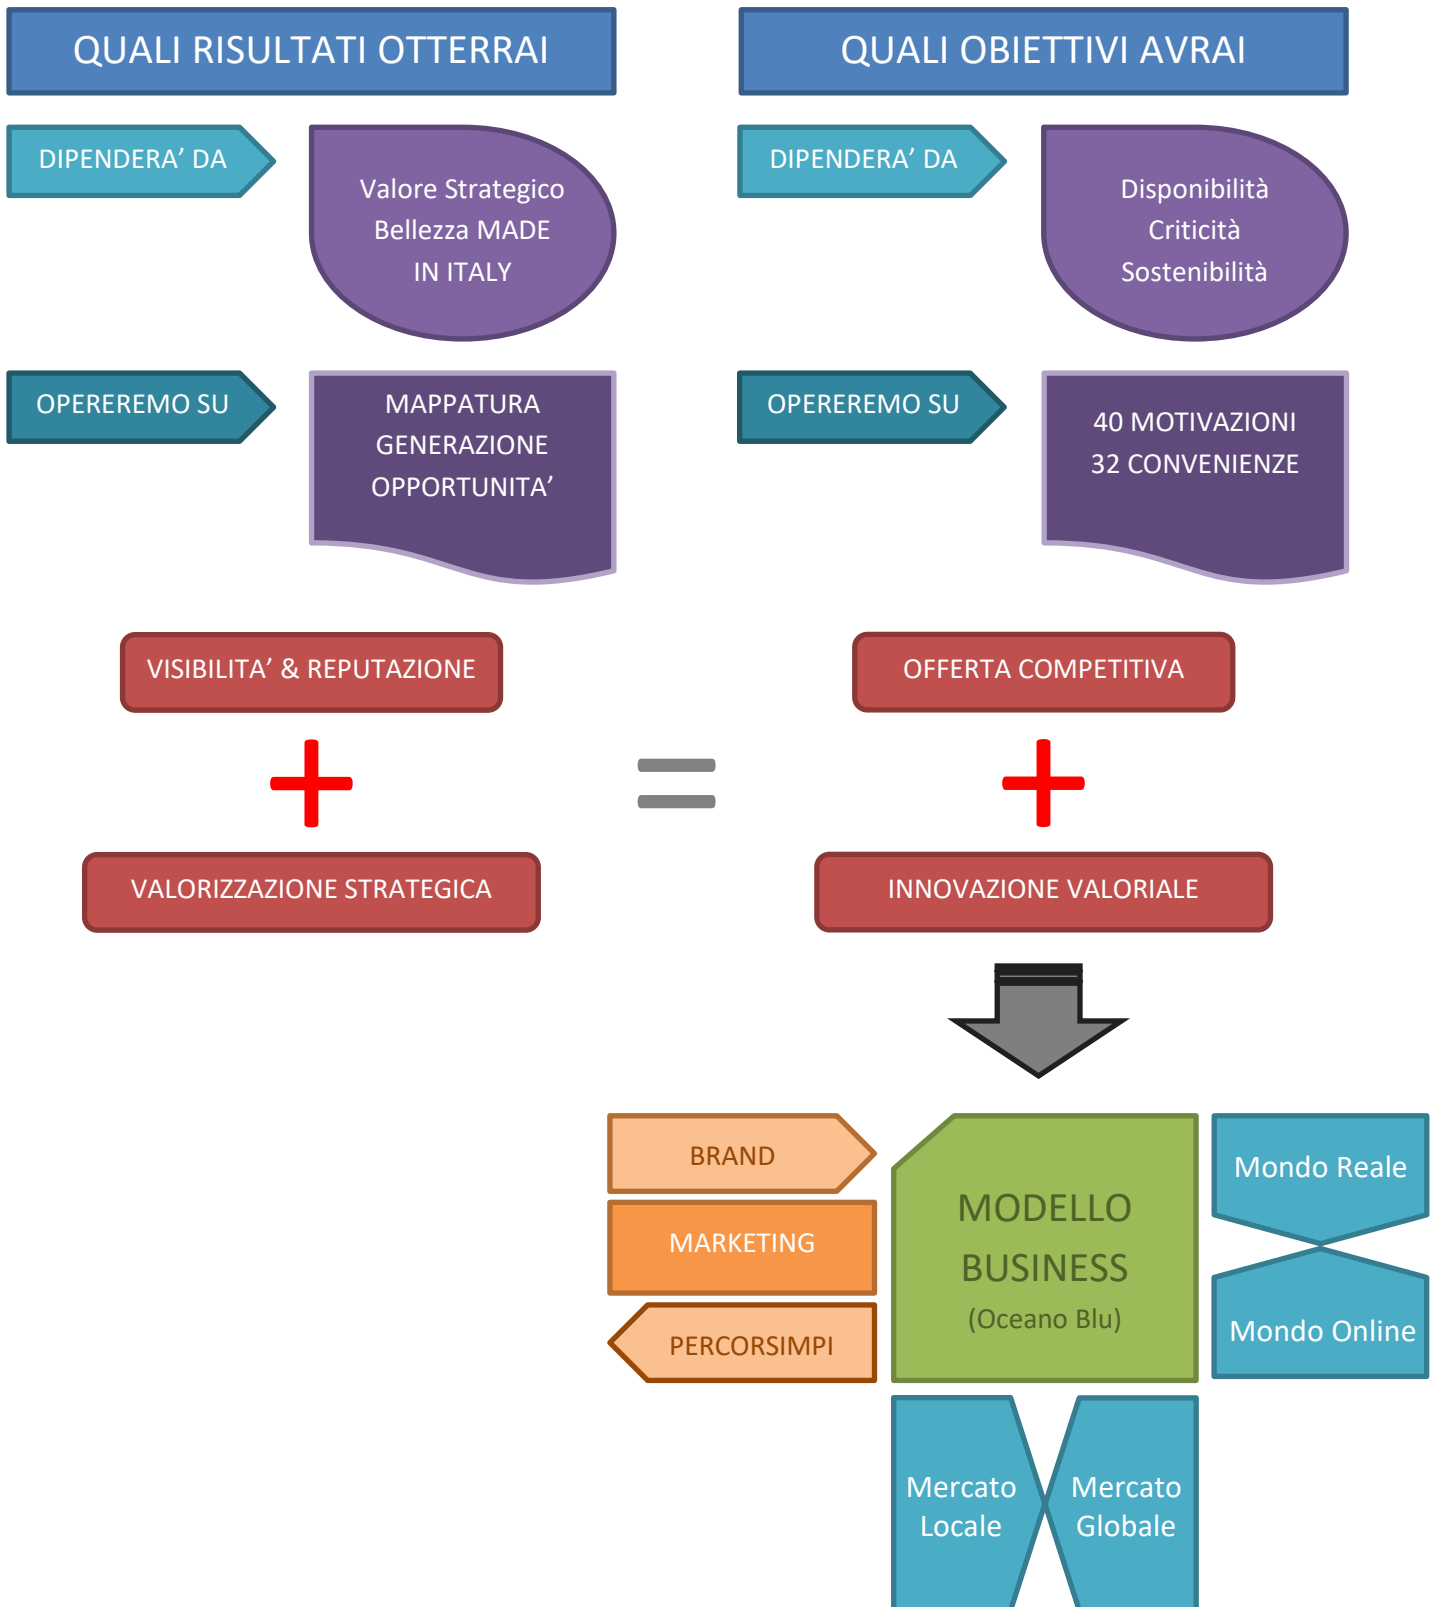 QUALI RISULTATI OTTERRAI
QUALI OBIETTIVI AVRAI
DIPENDERA’ DA
Valore Strategico
Bellezza MADE
IN ITALY
DIPENDERA’ DA
Disponibilità
Criticità
Sostenibilità
OPEREREMO SU
MAPPATURA
GENERAZIONE
OPPORTUNITA’
OPEREREMO SU
40 MOTIVAZIONI
32 CONVENIENZE
VISIBILITA’ & REPUTAZIONE
OFFERTA COMPETITIVA
+
=
+
VALORIZZAZIONE STRATEGICA
INNOVAZIONE VALORIALE
BRAND
MARKETING
PERCORSIMPI
MODELLO
BUSINESS
(Oceano Blu)
Mondo Reale
Mondo Online
Mercato
Locale
Mercato
Globale